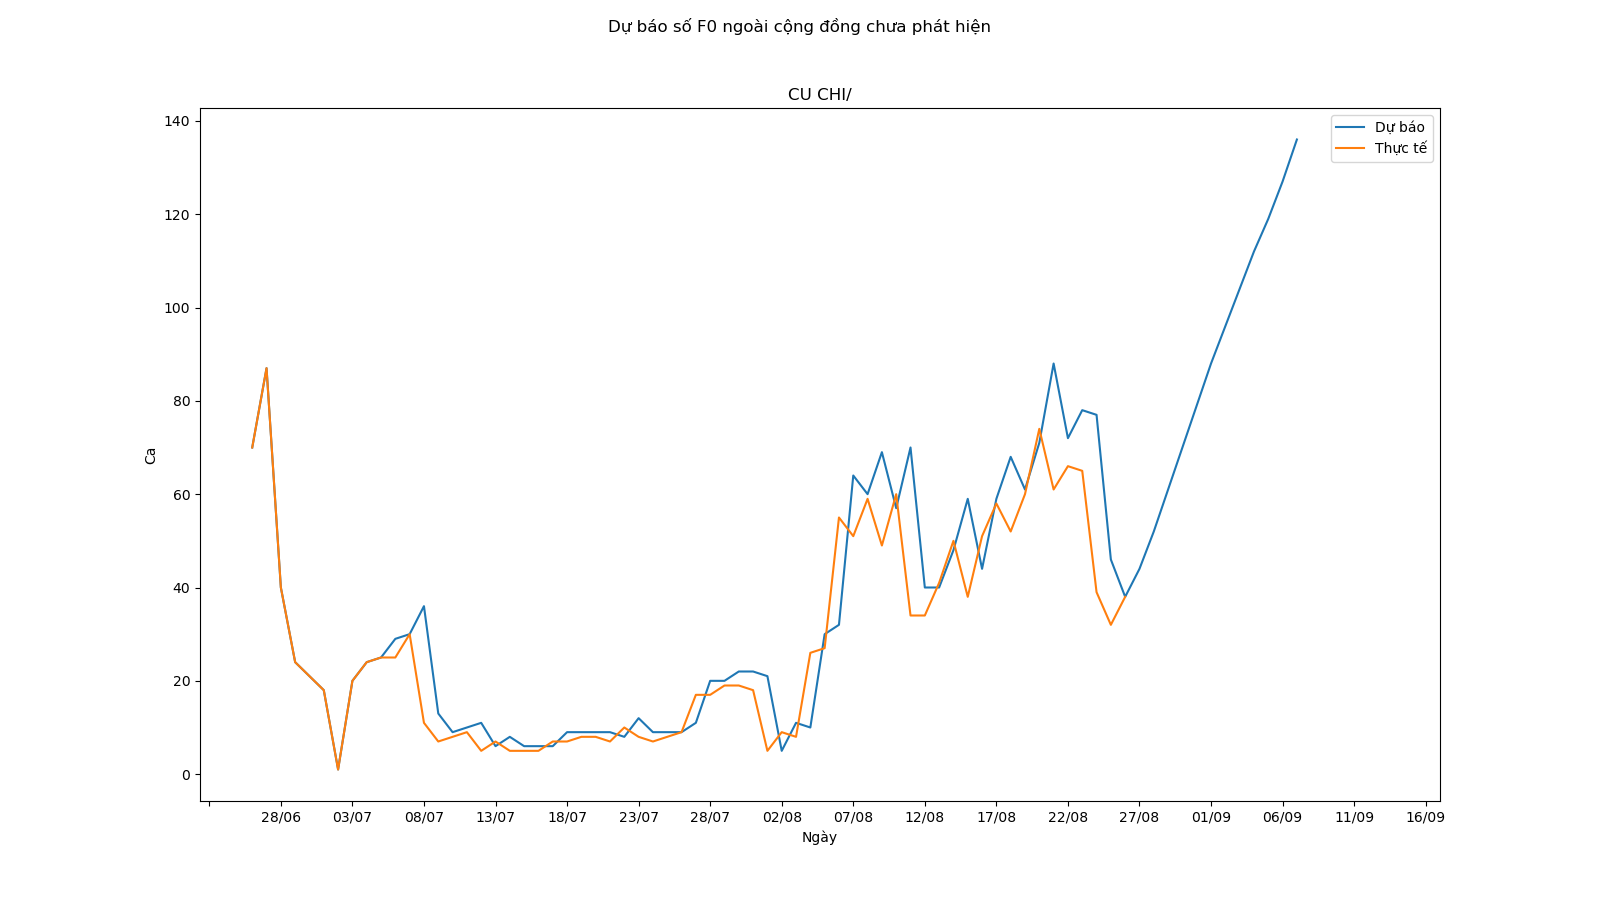 Dự báo số F0 ngoài cộng đồng chưa phát hiện
CU CHI/
Dự báo
Thực tế
140
120
100
80
60
40
20
0
Ca
28/06 03/07 08/07 13/07 18/07 23/07 28/07 02/08 07/08 12/08 17/08 22/08 27/08 01/09 06/09 11/09 16/09
Ngày